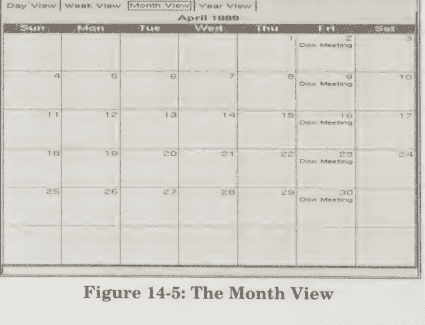 Day View Week View Month View Year View
April 1999
Sun Mon Tue Wed Thu Fri Sat
1 2 3
Dox Meeting
4 5 6 7 8 9 10
Dox Meeting
11 12 13 14 15 16 17
Dox Meeting
18 19 20 21 22 23 24
Dox Meeting
25 26 27 28 29 30
Dox Meeting
Figure 14-5: The Month View